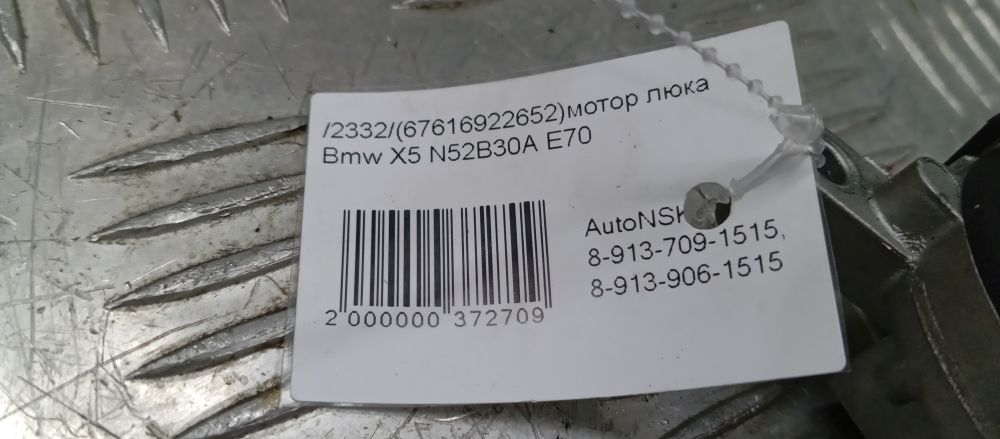 /2332/(67616922652)мотор люка
Bmw X5 N52B30A E70
AutoNSK
8-913-709-1515,
8-913-906-1515
2 000000 372709